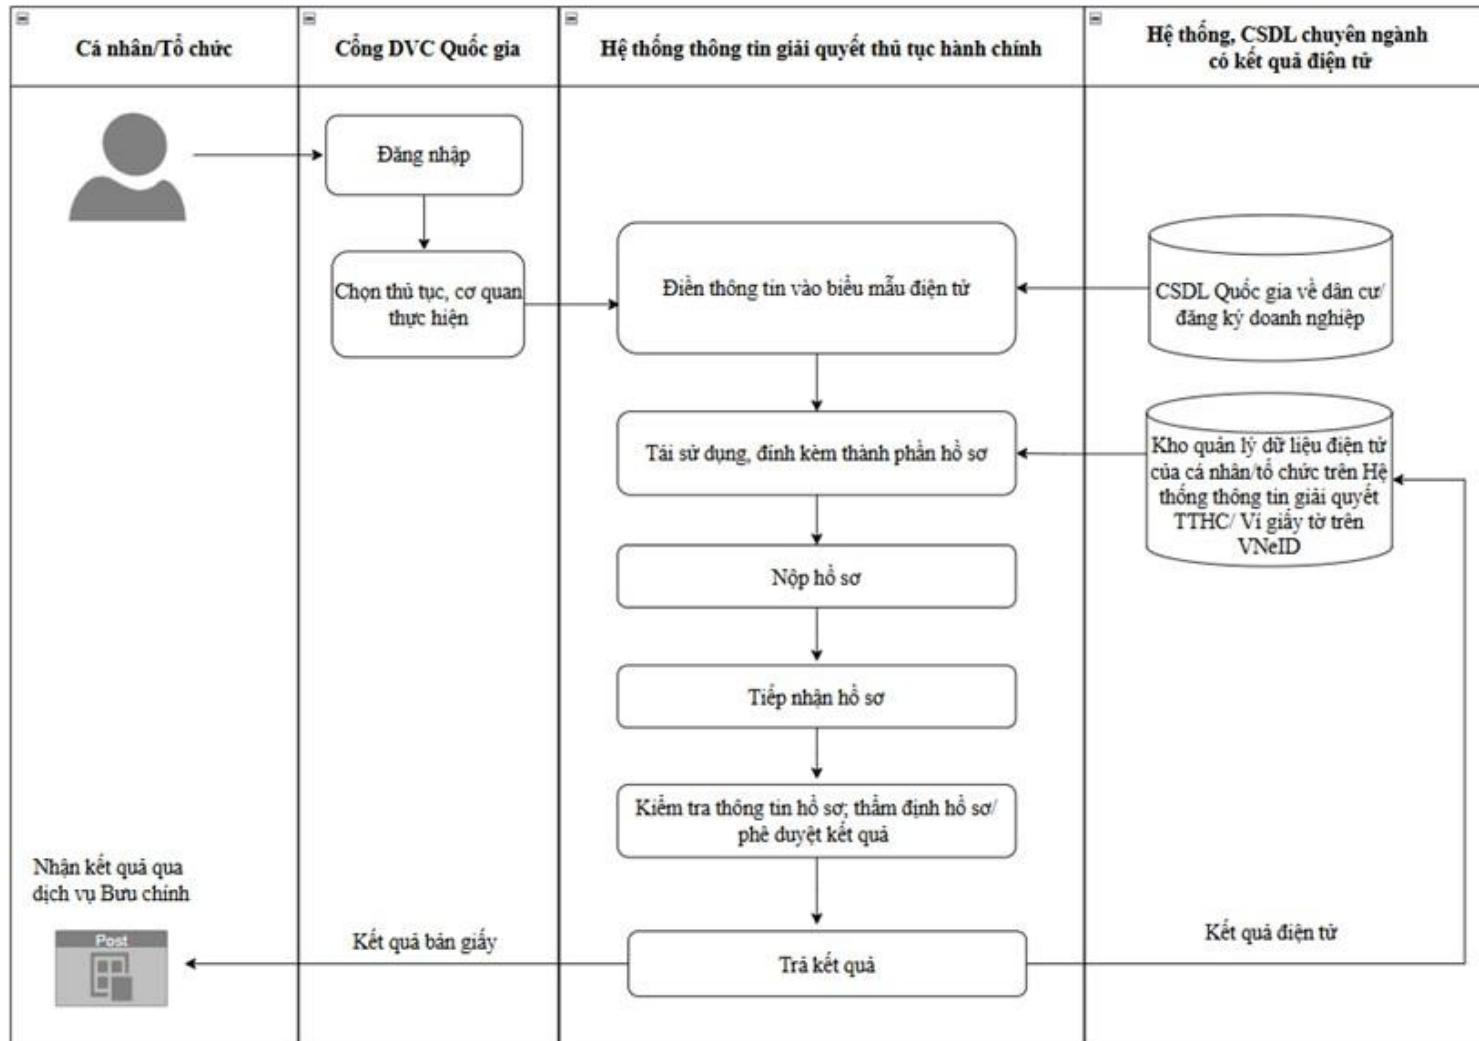 Cá nhân/Tổ chức
Cổng DVC Quốc gia
Hệ thống thông tin giải quyết thủ tục hành chính
Hệ thống, CSDL chuyên ngành
có kết quả điện tử
Đăng nhập
Chọn thủ tục, cơ quan
thực hiện
Điền thông tin vào biểu mẫu điện tử
CSDL Quốc gia về dân cư/
đăng ký doanh nghiệp
Tái sử dụng, đính kèm thành phần hồ sơ
Kho quản lý dữ liệu điện tử
của cá nhân/tổ chức trên Hệ
thống thông tin giải quyết
TTHC/ Ví giấy tờ trên
VNeID
Nộp hồ sơ
Tiếp nhận hồ sơ
Kiểm tra thông tin hồ sơ; thẩm định hồ sơ/
phê duyệt kết quả
Nhận kết quả qua
dịch vụ Bưu chính
Post
Kết quả bản giấy
Trả kết quả
Kết quả điện tử